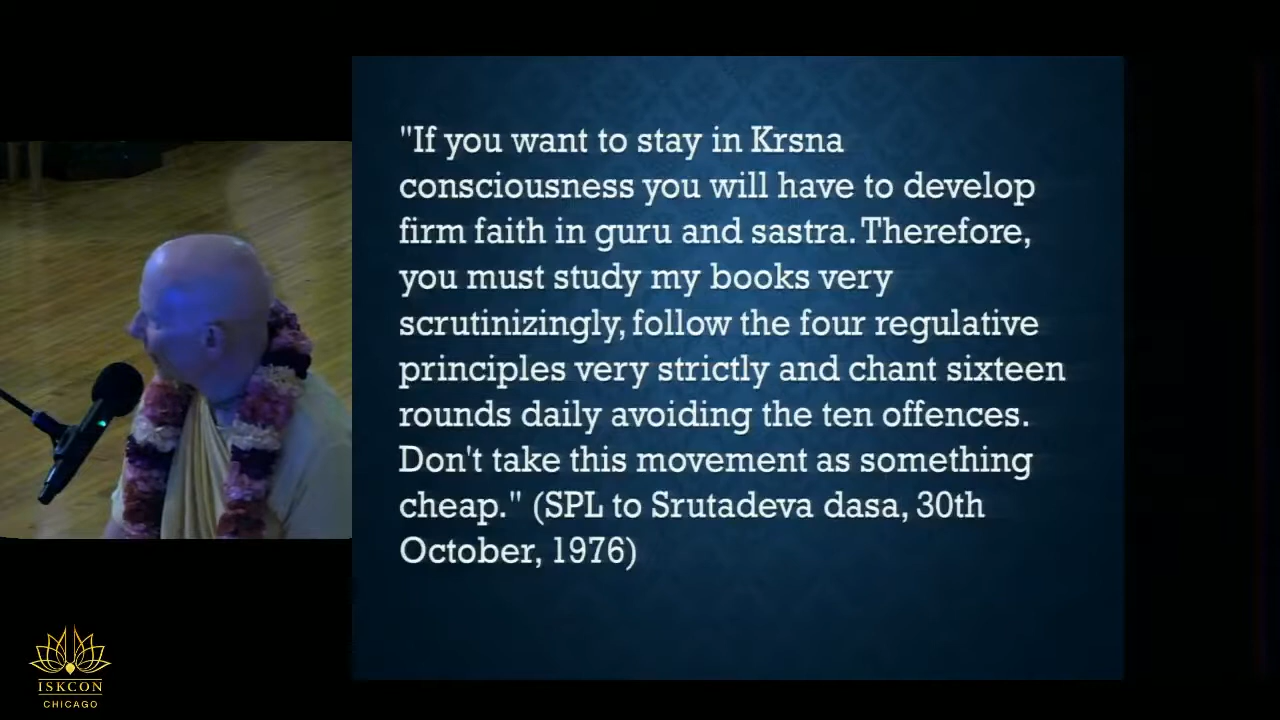 "If you want to stay in Krsna
consciousness you will have to develop
firm faith in guru and sastra. Therefore,
you must study my books very
scrutinizingly, follow the four regulative
principles very strictly and chant sixteen
rounds daily avoiding the ten offences.
Don't take this movement as something
cheap." (SPL to Srutadeva dasa, 30th
October, 1976)
ISKCON
CHICAGO